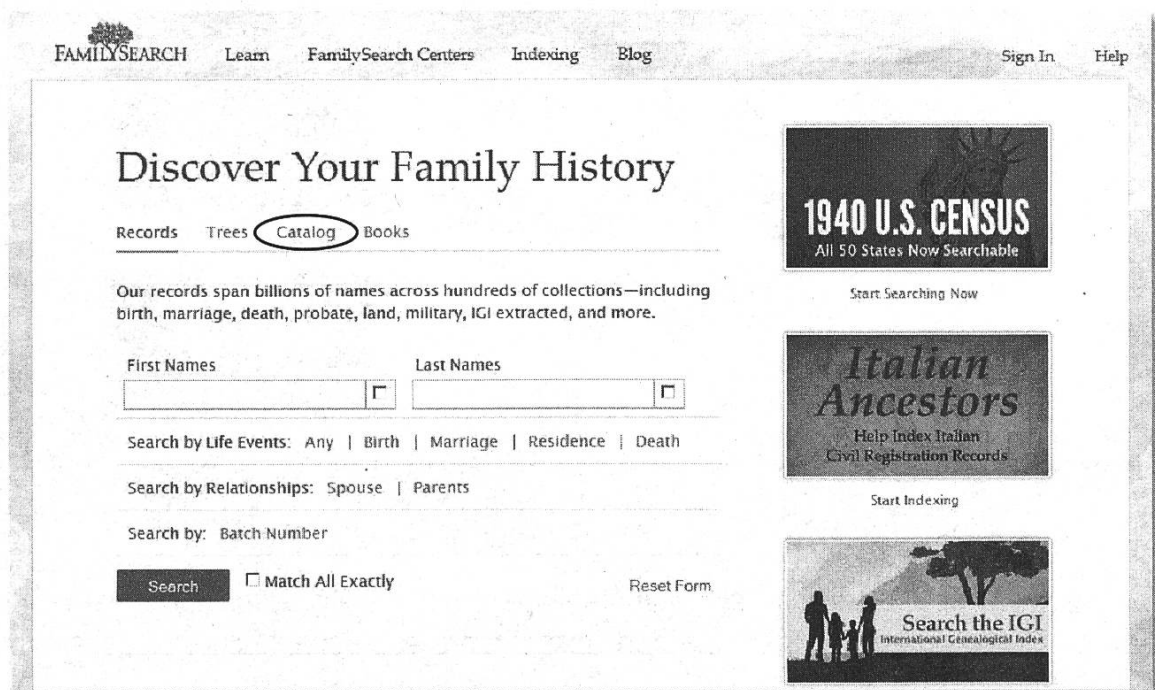 FAMILYSEARCH Learn FamilySearch Centers Indexing Blog Sign In Help
Discover Your Family History
Records Trees Catalog Books
Our records span billions of names across hundreds of collections—including
birth, marriage, death, probate, land, military, IGI extracted, and more.
First Names Last Names
Search by Life Events: Any | Birth | Marriage | Residence | Death
Search by Relationships: Spouse | Parents
Search by: Batch Number
Search Match All Exactly Reset Form
1940 U.S. CENSUS
All 50 States Now Searchable
Start Searching Now
Italian
Ancestors
Help Index Italian
Civil Registration Records
Start Indexing
Search the IGI
International Genealogical Index